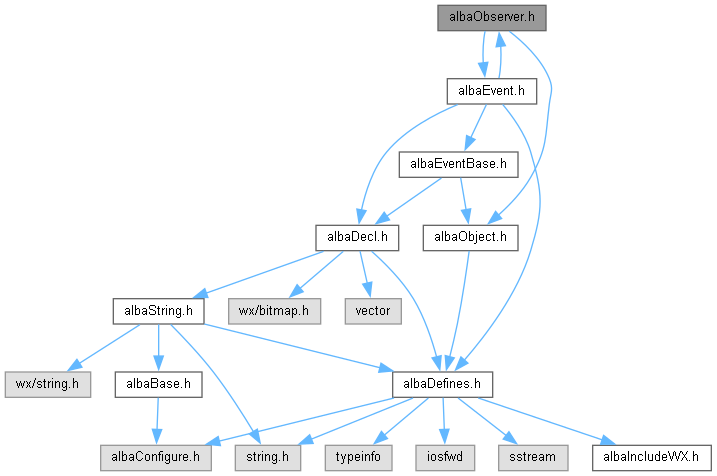 albaObserver.h
albaEvent.h
albaEventBase.h
albaDecl.h
albaObject.h
albaString.h
wx/bitmap.h
vector
wx/string.h
albaBase.h
albaDefines.h
albaConfigure.h
string.h
typeinfo
iosfwd
sstream
albaIncludeWX.h